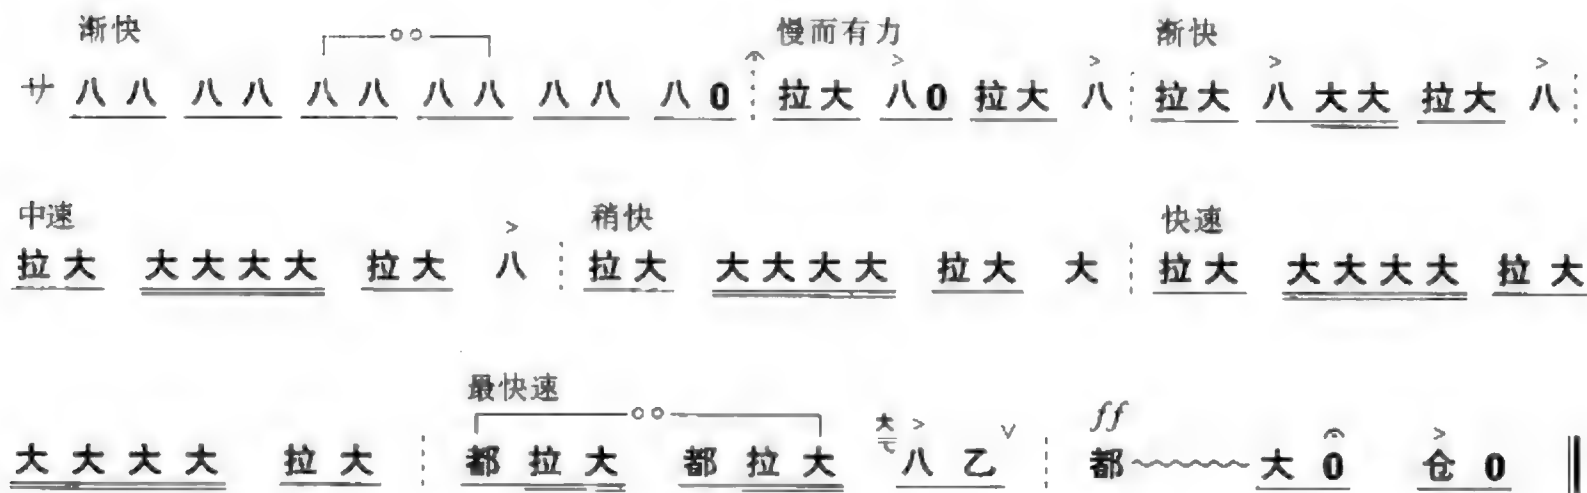 渐快 慢而有力 渐快
サ 八八 八八 八八 八八 八八 八0 拉大 八0 拉大 八 拉大 八大大 拉大 八
中速 稍快 快速
拉大 大大大大 拉大 八 拉大 大大大大 拉大 大 拉大 大大大大 拉大
最快速 ff
大大大大 拉大 都拉大 都拉大 大 八乙 都 大0 仓0